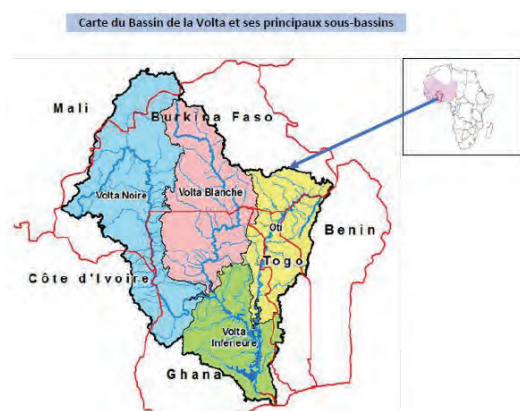 Carte du Bassin de la Volta et ses principaux sous-bassins
Mali
Burkina Faso
Volta Noire
Volta Blanche
Oti
Benin
Togo
Côte d'Ivoire
Volta
Inférieure
Ghana